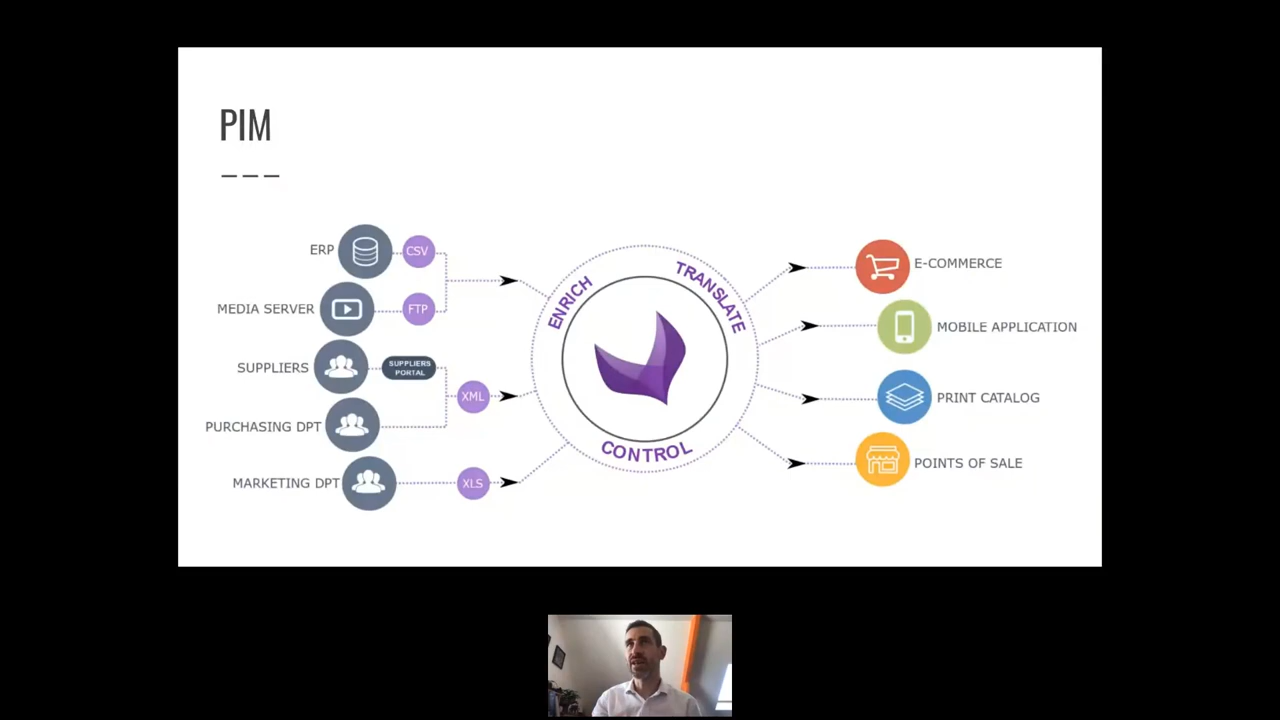 PIM
ERP
CSV
MEDIA SERVER
FTP
SUPPLIERS
SUPPLIERS
PORTAL
XML
PURCHASING DPT
MARKETING DPT
XLS
ENRICH
TRANSLATE
CONTROL
E-COMMERCE
MOBILE APPLICATION
PRINT CATALOG
POINTS OF SALE